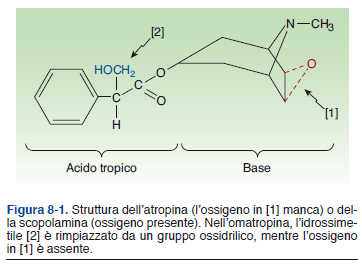 [2]
N—CH3
HOCH2
O
O
C
C
O
[1]
H
Acido tropico
Base
Figura 8-1. Struttura dell'atropina (l'ossigeno in [1] manca) o del-
la scopolamina (ossigeno presente). Nell'omatropina, l'idrossime-
tile [2] è rimpiazzato da un gruppo ossidrilico, mentre l'ossigeno
in [1] è assente.